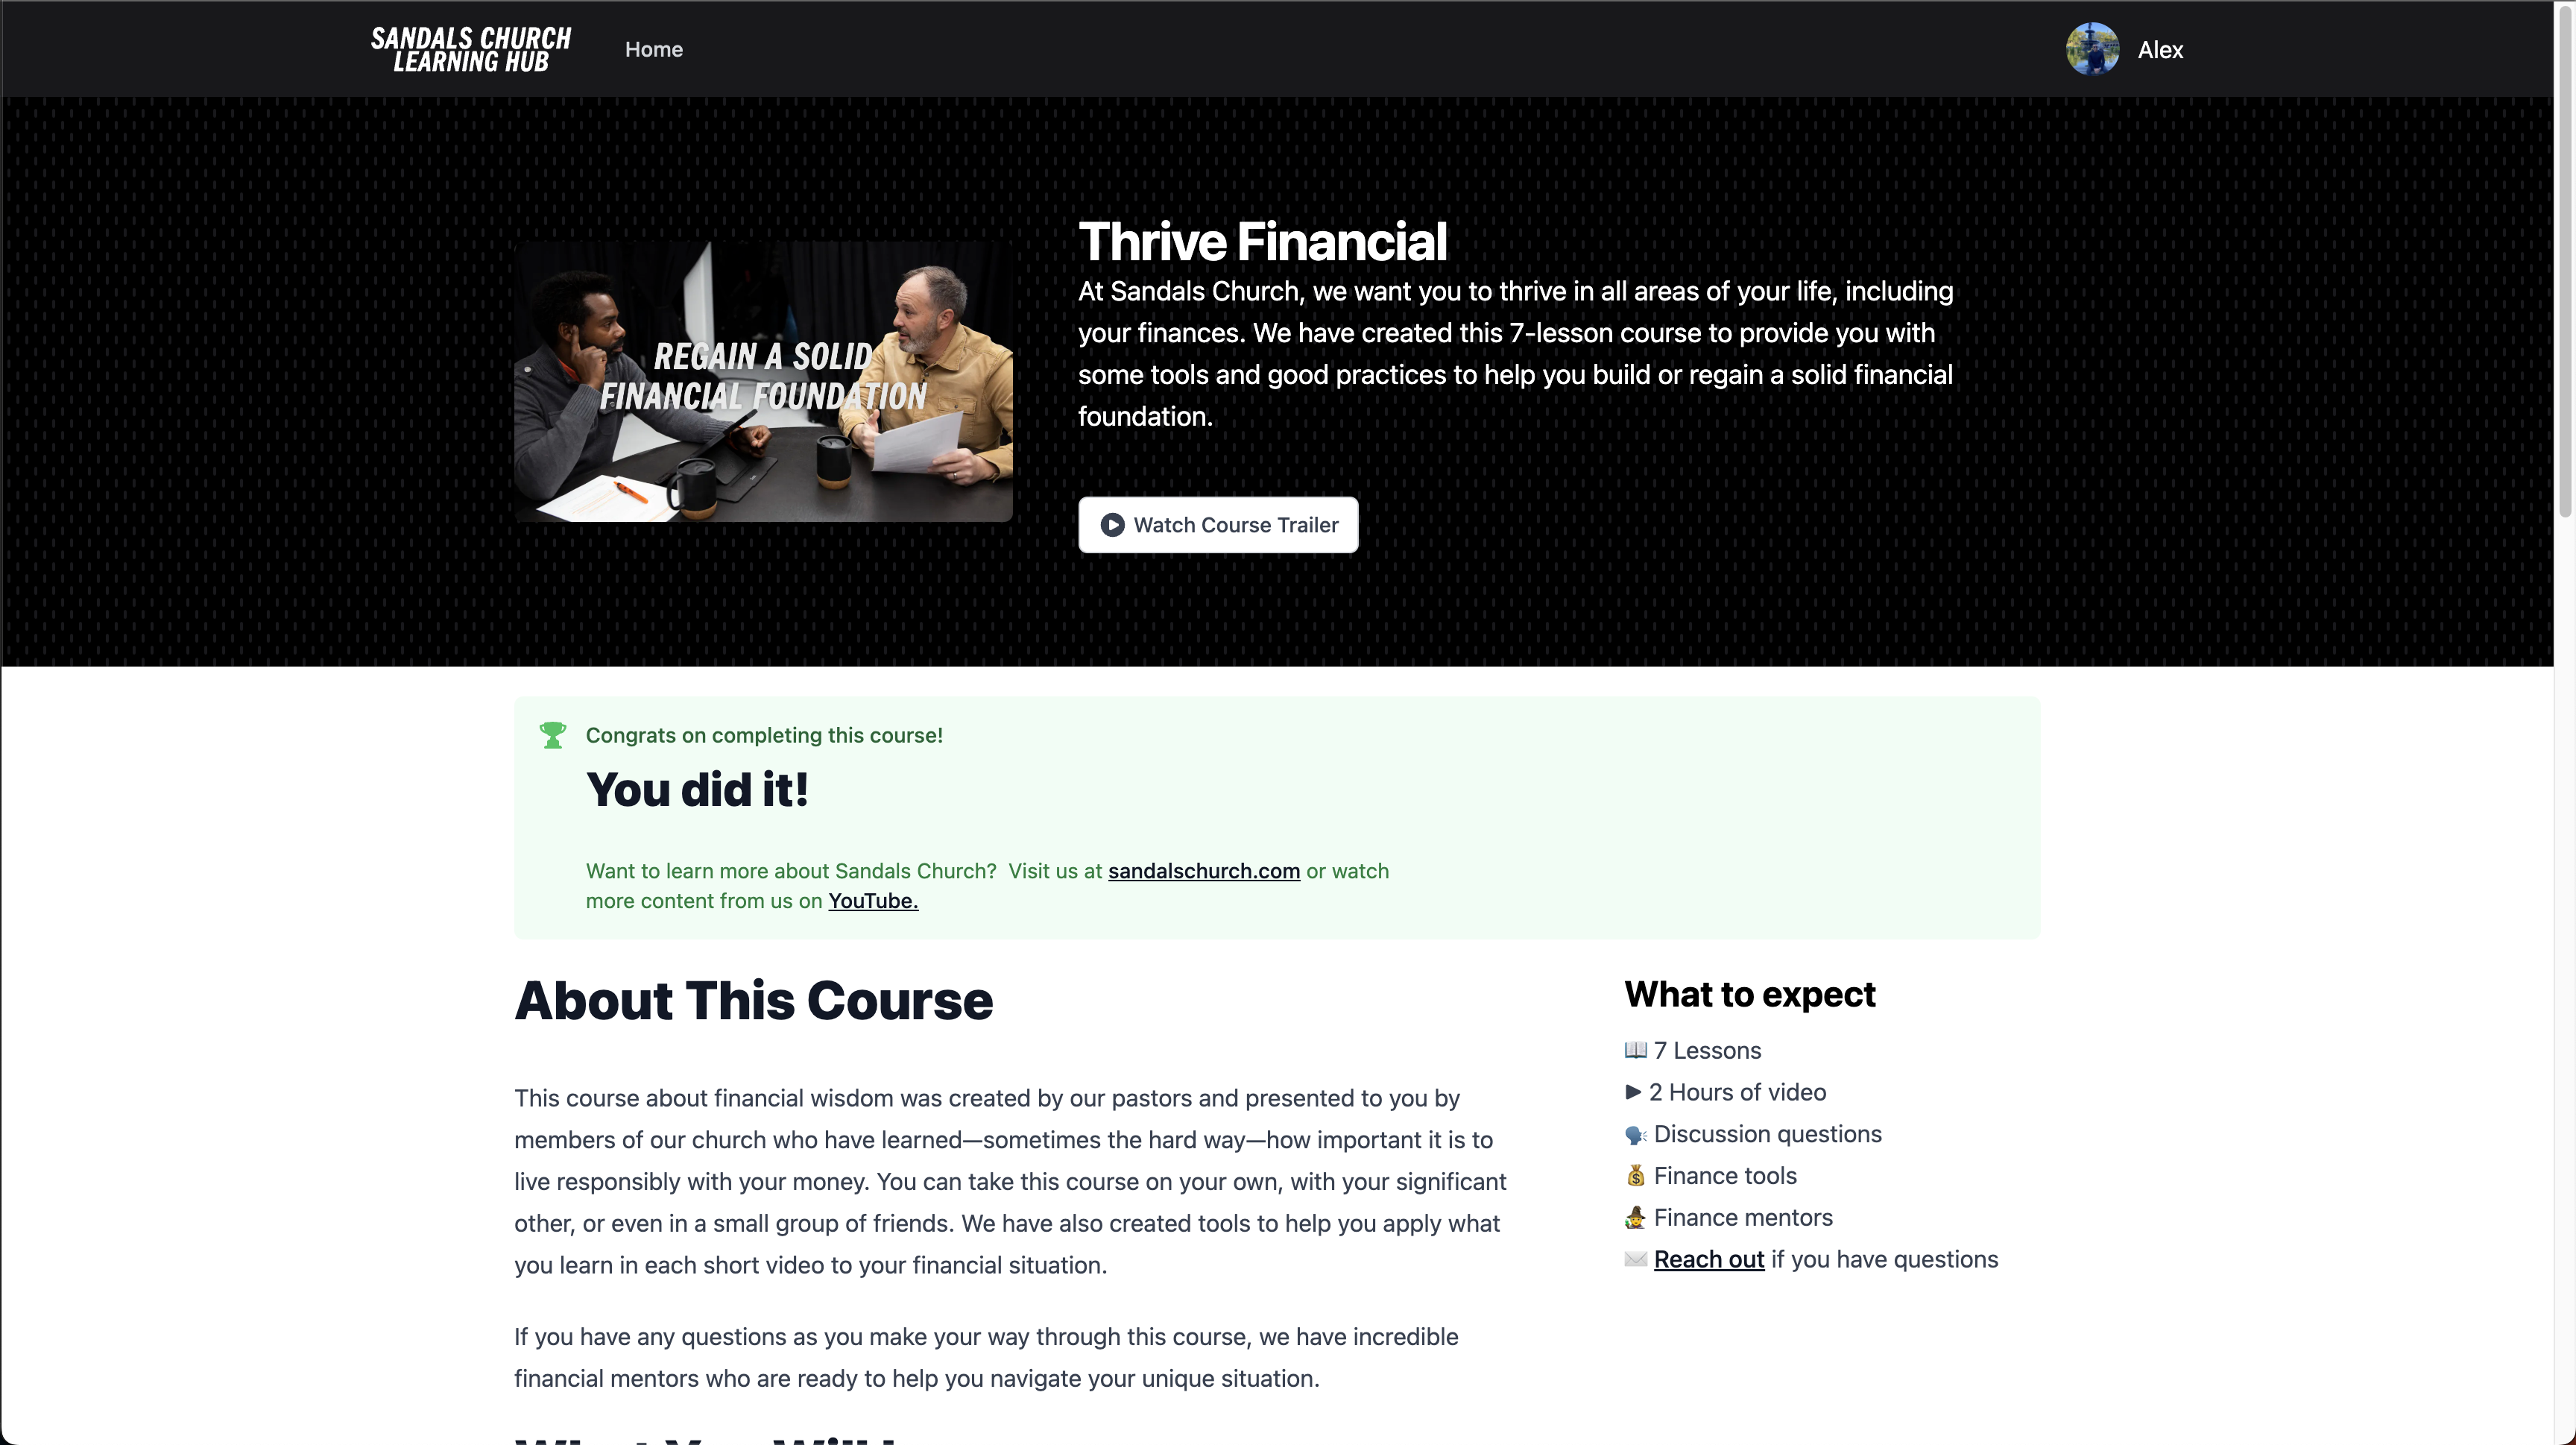 SANDALS CHURCH
LEARNING HUB
Home
Alex
REGAIN A SOLID
FINANCIAL FOUNDATION
Thrive Financial
At Sandals Church, we want you to thrive in all areas of your life, including
your finances. We have created this 7-lesson course to provide you with
some tools and good practices to help you build or regain a solid financial
foundation.
Watch Course Trailer
Congrats on completing this course!
You did it!
Want to learn more about Sandals Church?  Visit us at sandalschurch.com or watch
more content from us on YouTube.
About This Course
This course about financial wisdom was created by our pastors and presented to you by
members of our church who have learned—sometimes the hard way—how important it is to
live responsibly with your money. You can take this course on your own, with your significant
other, or even in a small group of friends. We have also created tools to help you apply what
you learn in each short video to your financial situation.
If you have any questions as you make your way through this course, we have incredible
financial mentors who are ready to help you navigate your unique situation.
What to expect
7 Lessons
2 Hours of video
Discussion questions
Finance tools
Finance mentors
Reach out if you have questions